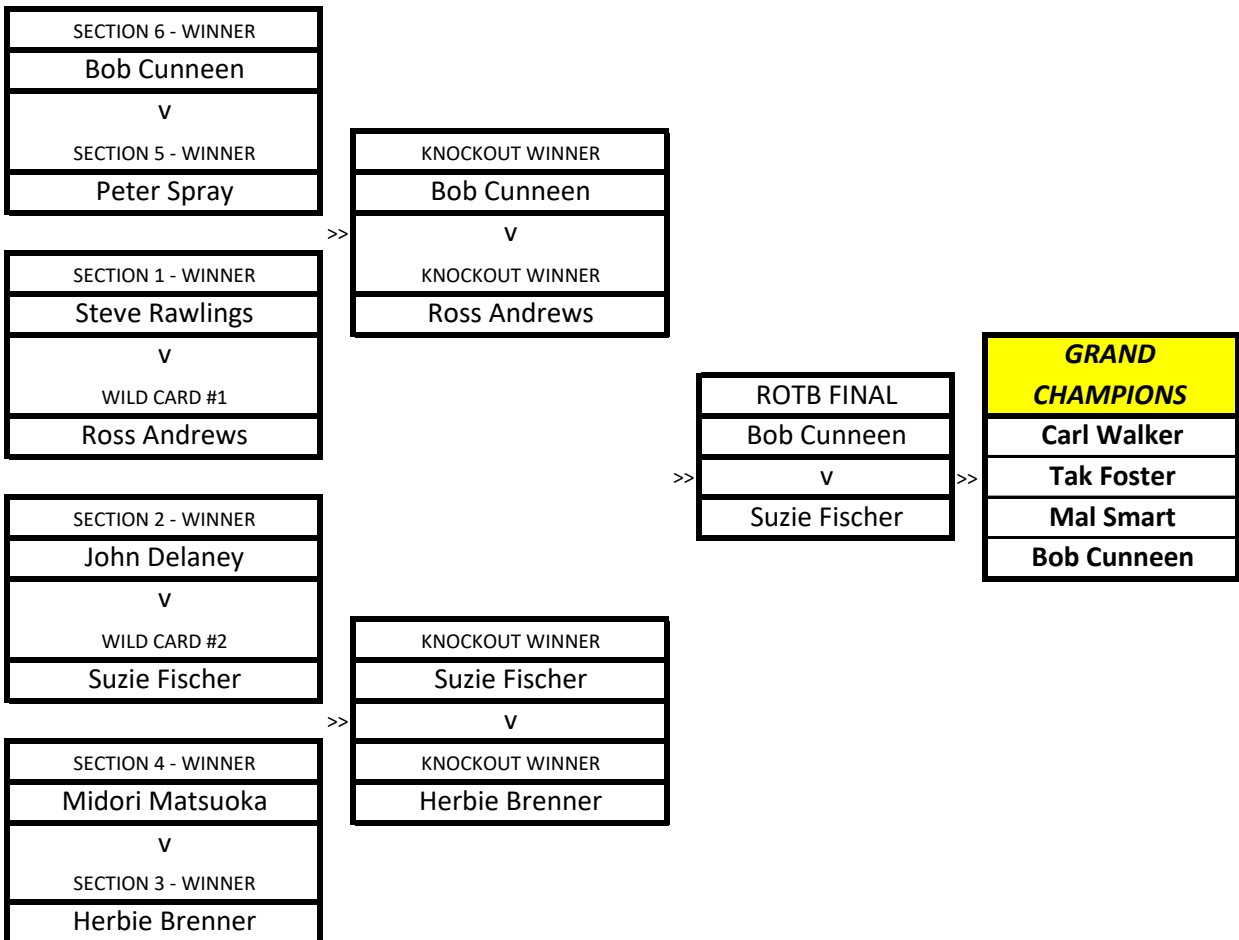 SECTION 6 - WINNER
Bob Cunneen
v
SECTION 5 - WINNER
Peter Spray
>>
SECTION 1 - WINNER
Steve Rawlings
v
WILD CARD #1
Ross Andrews
SECTION 2 - WINNER
John Delaney
v
WILD CARD #2
Suzie Fischer
>>
SECTION 4 - WINNER
Midori Matsuoka
v
SECTION 3 - WINNER
Herbie Brenner
KNOCKOUT WINNER
Bob Cunneen
v
KNOCKOUT WINNER
Ross Andrews
KNOCKOUT WINNER
Suzie Fischer
v
KNOCKOUT WINNER
Herbie Brenner
>>
ROTB FINAL
Bob Cunneen
v
Suzie Fischer
>>
GRAND
CHAMPIONS
Carl Walker
Tak Foster
Mal Smart
Bob Cunneen